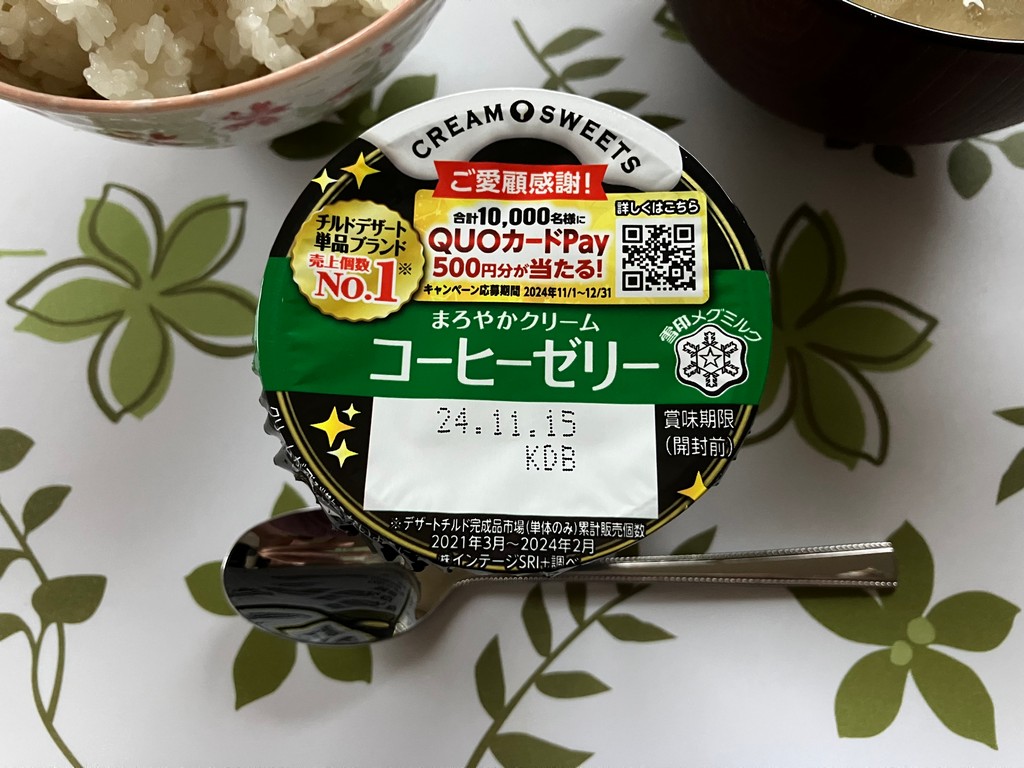 CREAM SWEETS
ご愛顧感謝!
チルドデザート
単品ブランド
売上個数
No.1※
合計10,000名様に
QUOカードPay
500円分が当たる!
キャンペーン応募期間 2024年11/1~12/31
詳しくはこちら
まろやかクリーム
コーヒーゼリー
雪印メグミルク
24.11.15
KOB
賞味期限
(開封前)
※デザートチルド完成品市場(単体のみ)累計販売個数
2021年3月~2024年2月
㈱インテージSRI+調べ